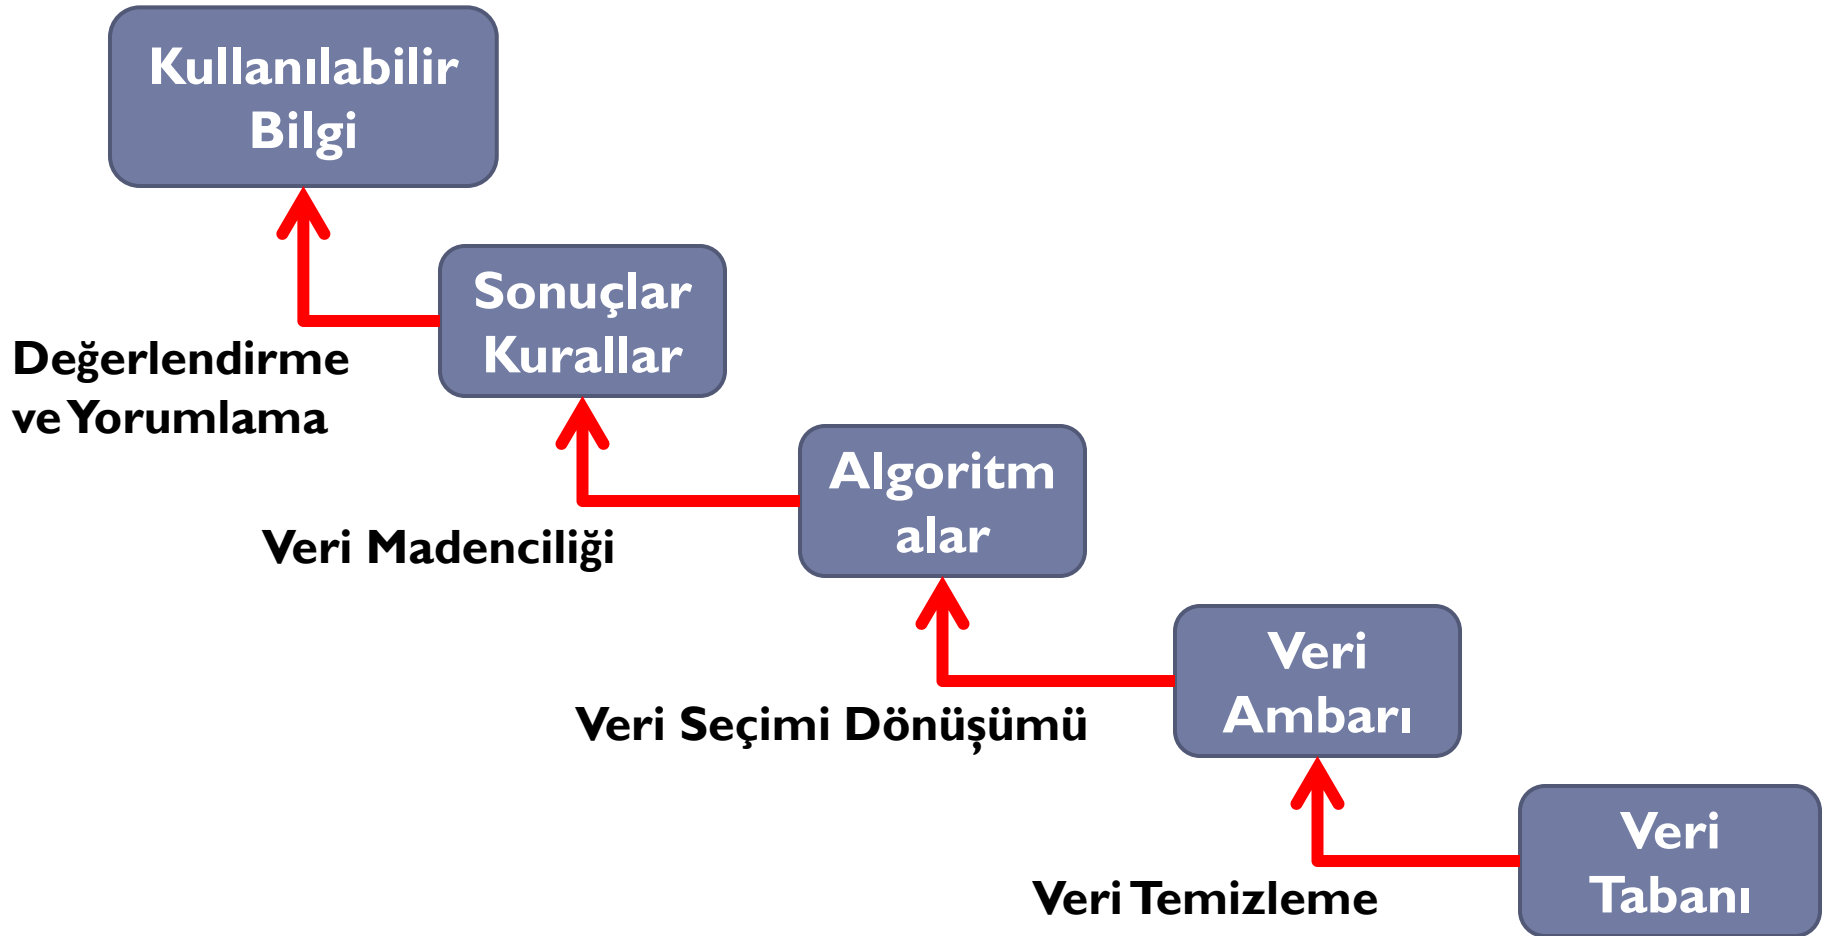 Kullanılabilir
Bilgi
Sonuçlar
Kurallar
Değerlendirme
ve Yorumlama
Algoritm
alar
Veri Madenciliği
Veri
Ambarı
Veri Seçimi Dönüşümü
Veri
Tabanı
Veri Temizleme